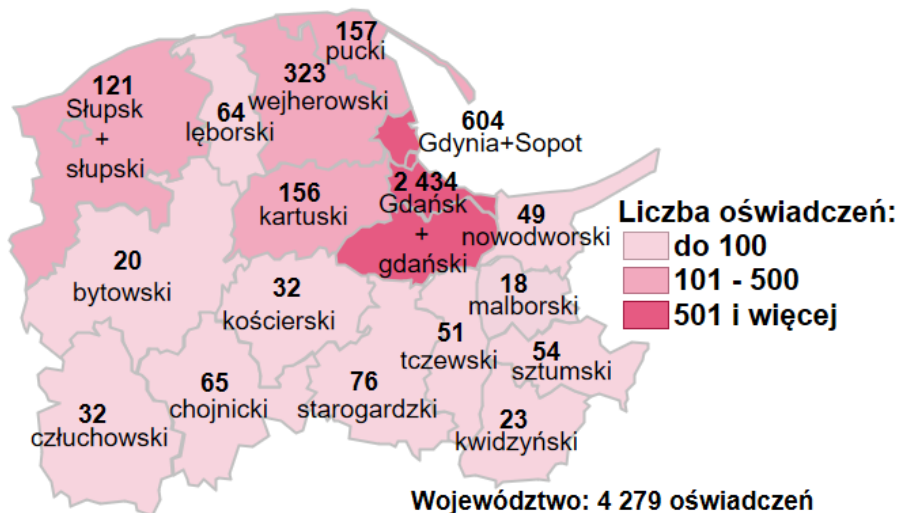 157
pucki
323
wejherowski
121
Słupsk
+
słupski
64
lęborski
604
Gdynia+Sopot
2 434
Gdańsk
+
gdański
156
kartuski
49
nowodworski
Liczba oświadczeń:
do 100
101 - 500
501 i więcej
20
bytowski
32
kościerski
18
malborski
51
tczewski
54
sztumski
65
chojnicki
76
starogardzki
32
człuchowski
23
kwidzyński
Województwo: 4 279 oświadczeń